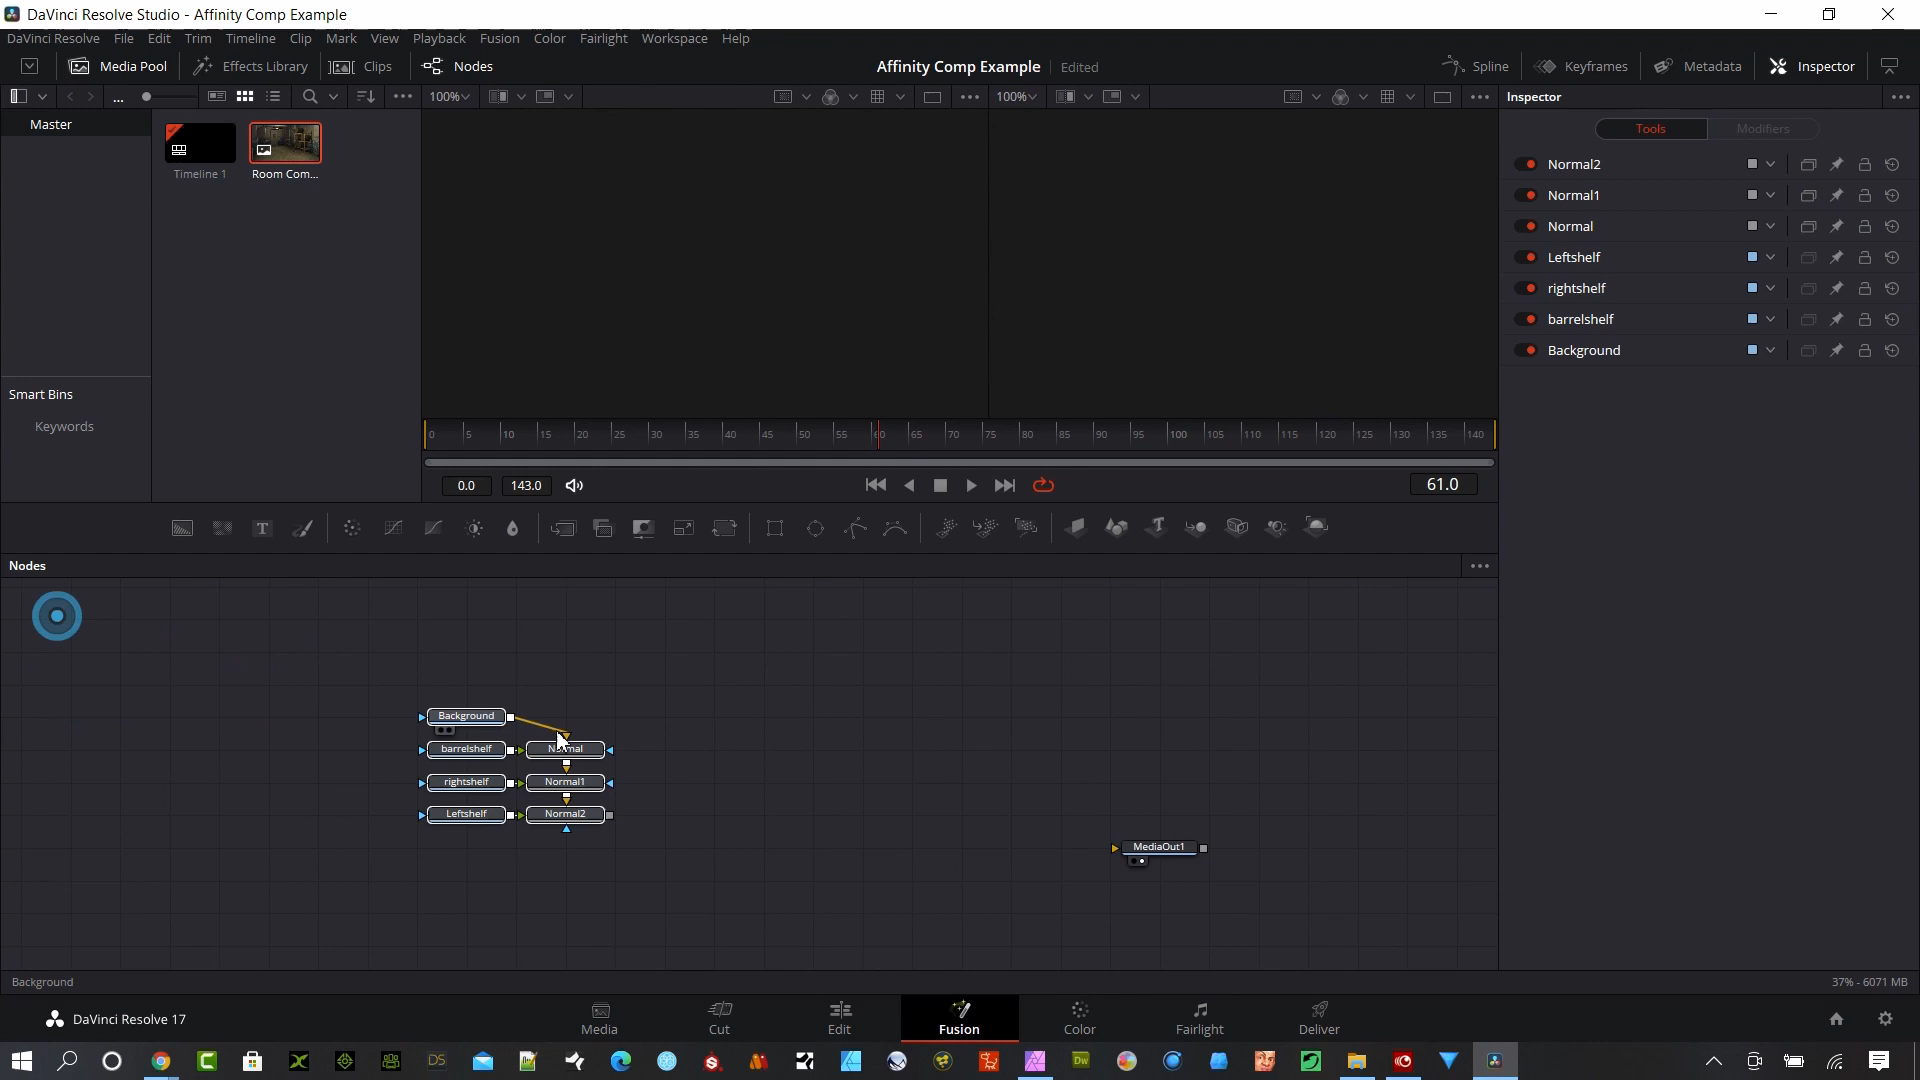 DaVinci Resolve Studio - Affinity Comp Example
DaVinci Resolve File Edit Trim Timeline Clip Mark View Playback Fusion Color Fairlight Workspace Help
Media Pool Effects Library Clips Nodes Affinity Comp Example Edited Spline Keyframes Metadata Inspector
... 100% 100% Inspector
Master
Tools Modifiers
Timeline 1 Room Com...
Normal2
Normal1
Normal
Leftshelf
rightshelf
barrelshelf
Background
Smart Bins
Keywords
0 5 10 15 20 25 30 35 40 45 50 55 60 65 70 75 80 85 90 95 100 105 110 115 120 125 130 135 140
0.0 143.0 61.0
Nodes
Background
barrelshelf Normal
rightshelf Normal1
Leftshelf Normal2
MediaOut1
Background 37% - 6071 MB
DaVinci Resolve 17 Media Cut Edit Fusion Color Fairlight Deliver
DS Dw